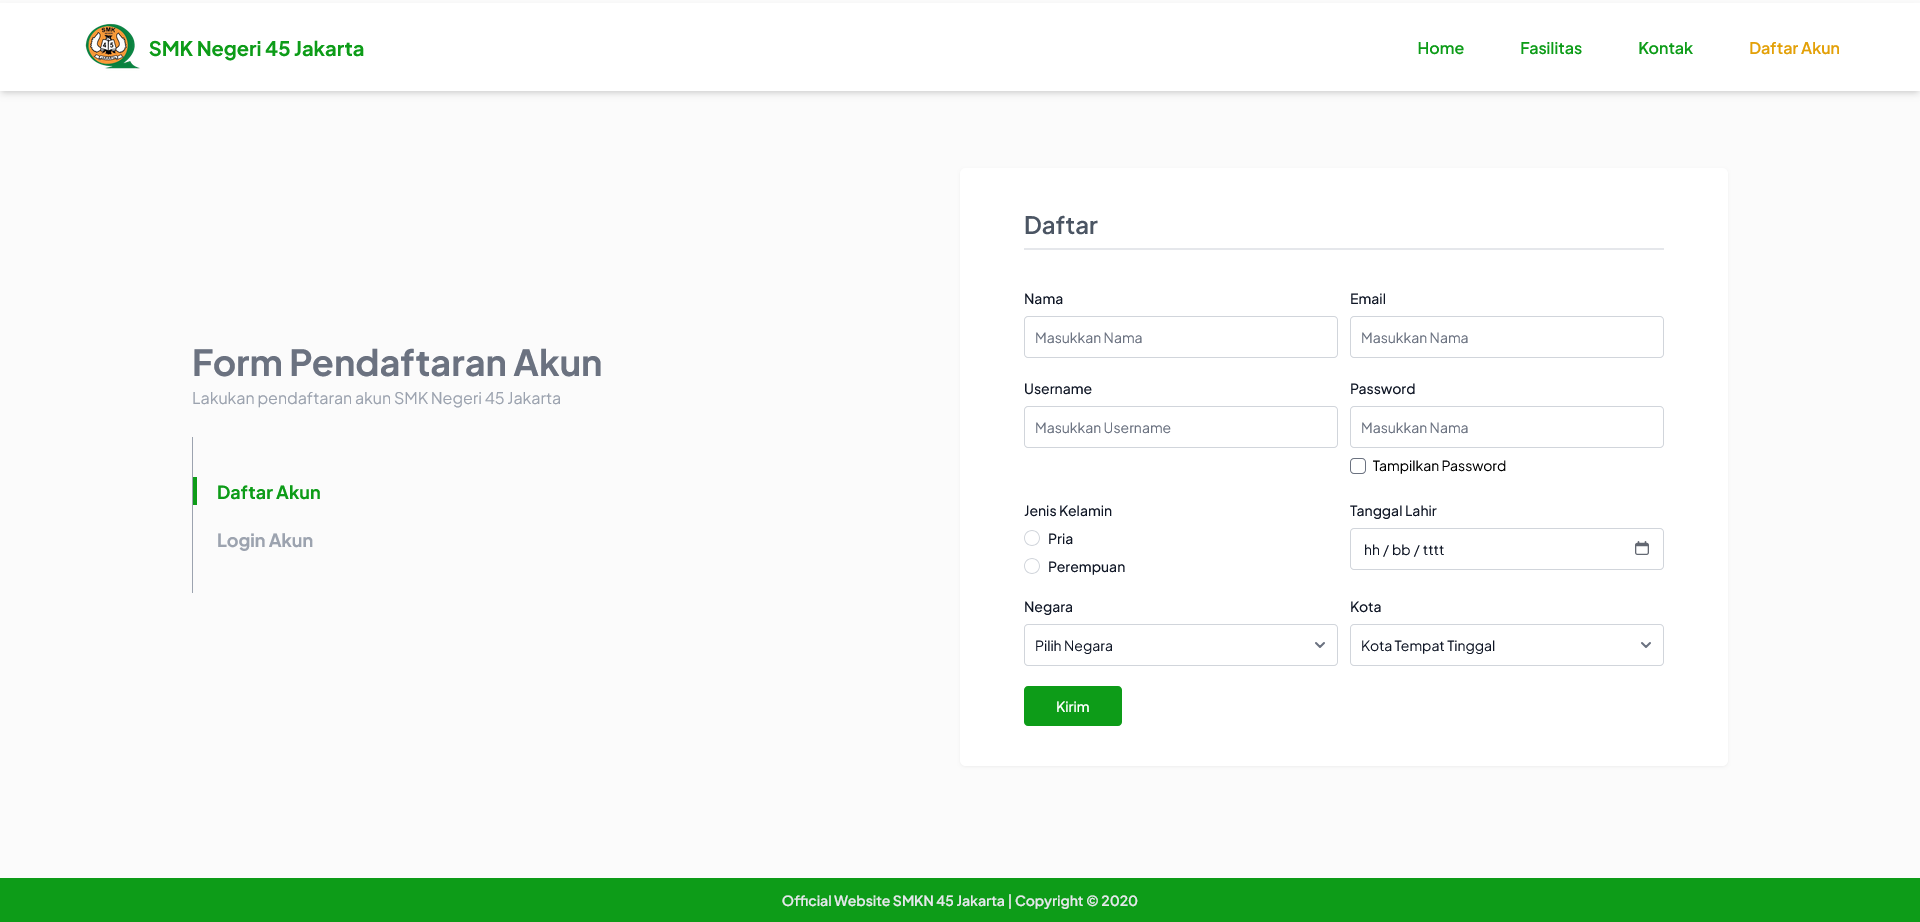 SMK Negeri 45 Jakarta
Home Fasilitas Kontak Daftar Akun
Form Pendaftaran Akun
Lakukan pendaftaran akun SMK Negeri 45 Jakarta
Daftar Akun
Login Akun
Daftar
Nama Email
Masukkan Nama Masukkan Nama
Username Password
Masukkan Username Masukkan Nama
Tampilkan Password
Jenis Kelamin Tanggal Lahir
Pria
hh / bb / tttt
Perempuan
Negara Kota
Pilih Negara Kota Tempat Tinggal
Kirim
Official Website SMKN 45 Jakarta | Copyright © 2020